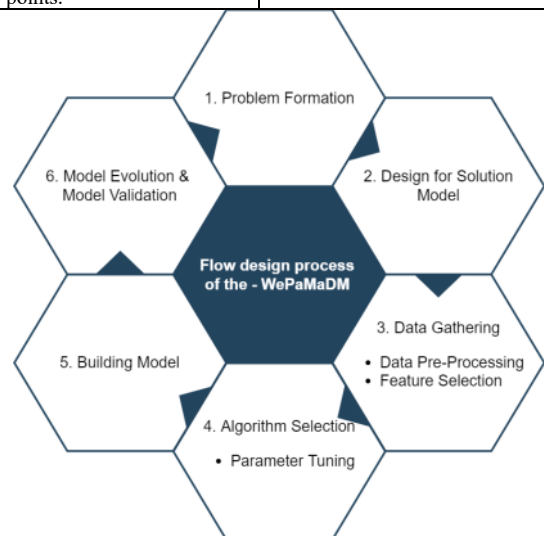 points.
1. Problem Formation
2. Design for Solution
Model
3. Data Gathering
• Data Pre-Processing
• Feature Selection
4. Algorithm Selection
• Parameter Tuning
5. Building Model
6. Model Evolution &
Model Validation
Flow design process
of the - WePaMaDM